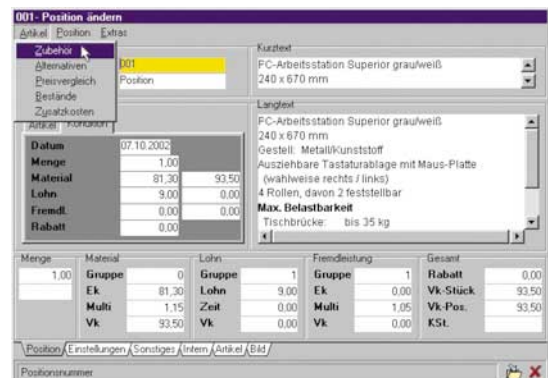 001- Position ändern
Artikel Position Extras
Zubehör
Alternativen
Preisvergleich
Bestände
Zusatzkosten
001
Position
Kurztext
PC-Arbeitsstation Superior grau/weiß
240 x 670 mm
Langtext
PC-Arbeitsstation Superior grau/weiß
240 x 670 mm
Gestell: Metall/Kunststoff
Ausziehbare Tastaturablage mit Maus-Platte
(wahlweise rechts / links)
4 Rollen, davon 2 feststellbar
Max. Belastbarkeit
Tischbrücke: bis 35 kg
Artikel Kondition
Datum 07.10.2002
Menge 1,00
Material 81,30 93,50
Lohn 9,00 0,00
Fremdl. 0,00 0,00
Rabatt 0,00
Menge Material Lohn Fremdleistung Gesamt
1,00 Gruppe 0 Gruppe 1 Gruppe 1 Rabatt 0,00
Ek 81,30 Lohn 9,00 Ek 0,00 Vk-Stück 93,50
Multi 1,15 Zeit 0,00 Multi 1,05 Vk-Pos. 93,50
Vk 93,50 Vk 0,00 Vk 0,00 KSt.
Position Einstellungen Sonstiges Intern Artikel Bild
Positionsnummer